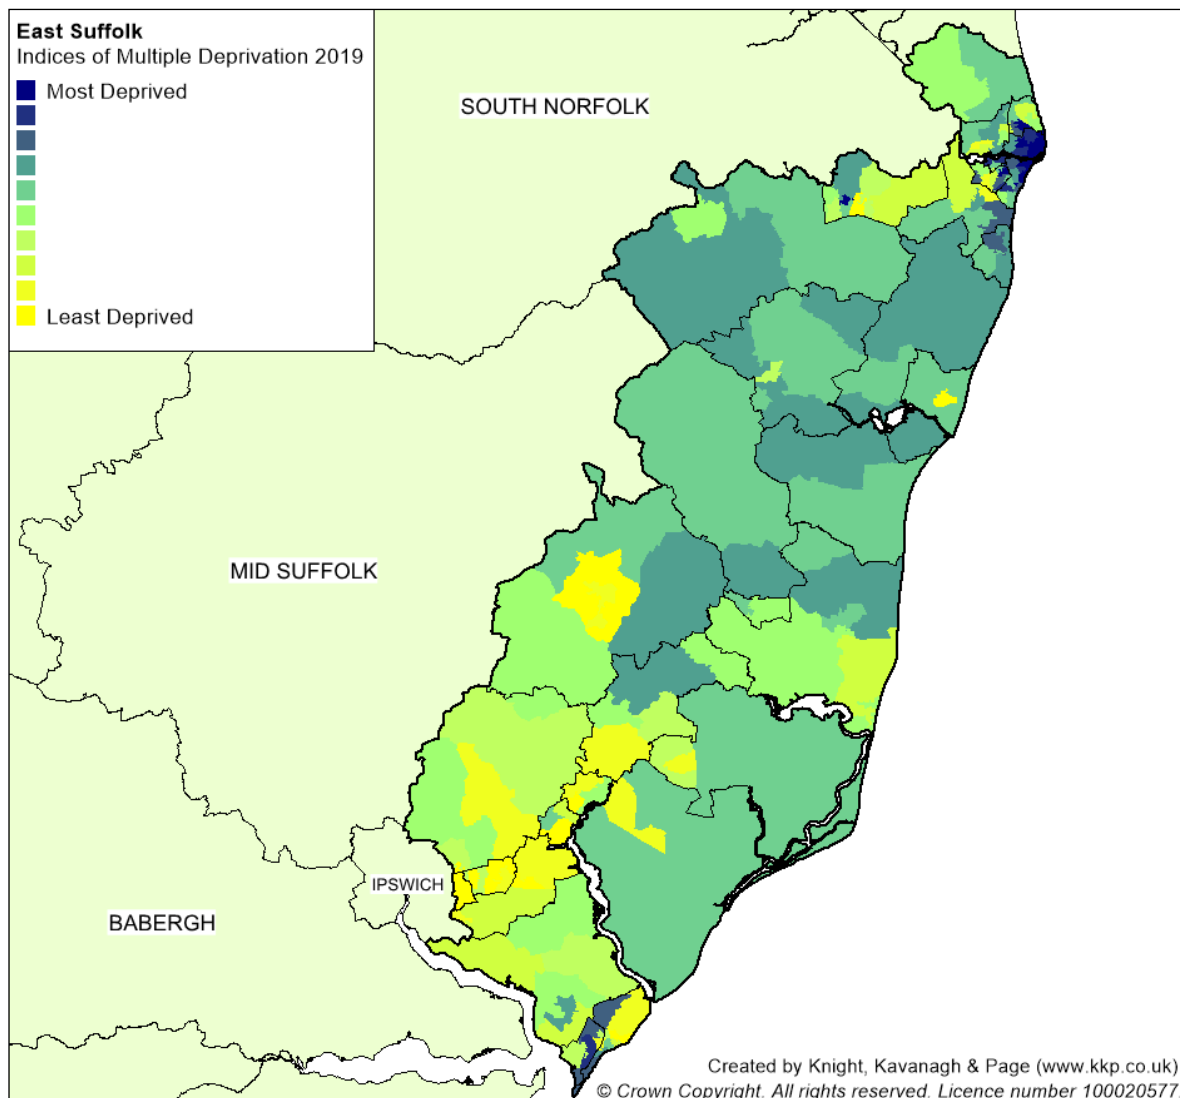 East Suffolk
Indices of Multiple Deprivation 2019
Most Deprived
Least Deprived
SOUTH NORFOLK
MID SUFFOLK
IPSWICH
BABERGH
Created by Knight, Kavanagh & Page (www.kkp.co.uk)
© Crown Copyright. All rights reserved. Licence number 100020577.